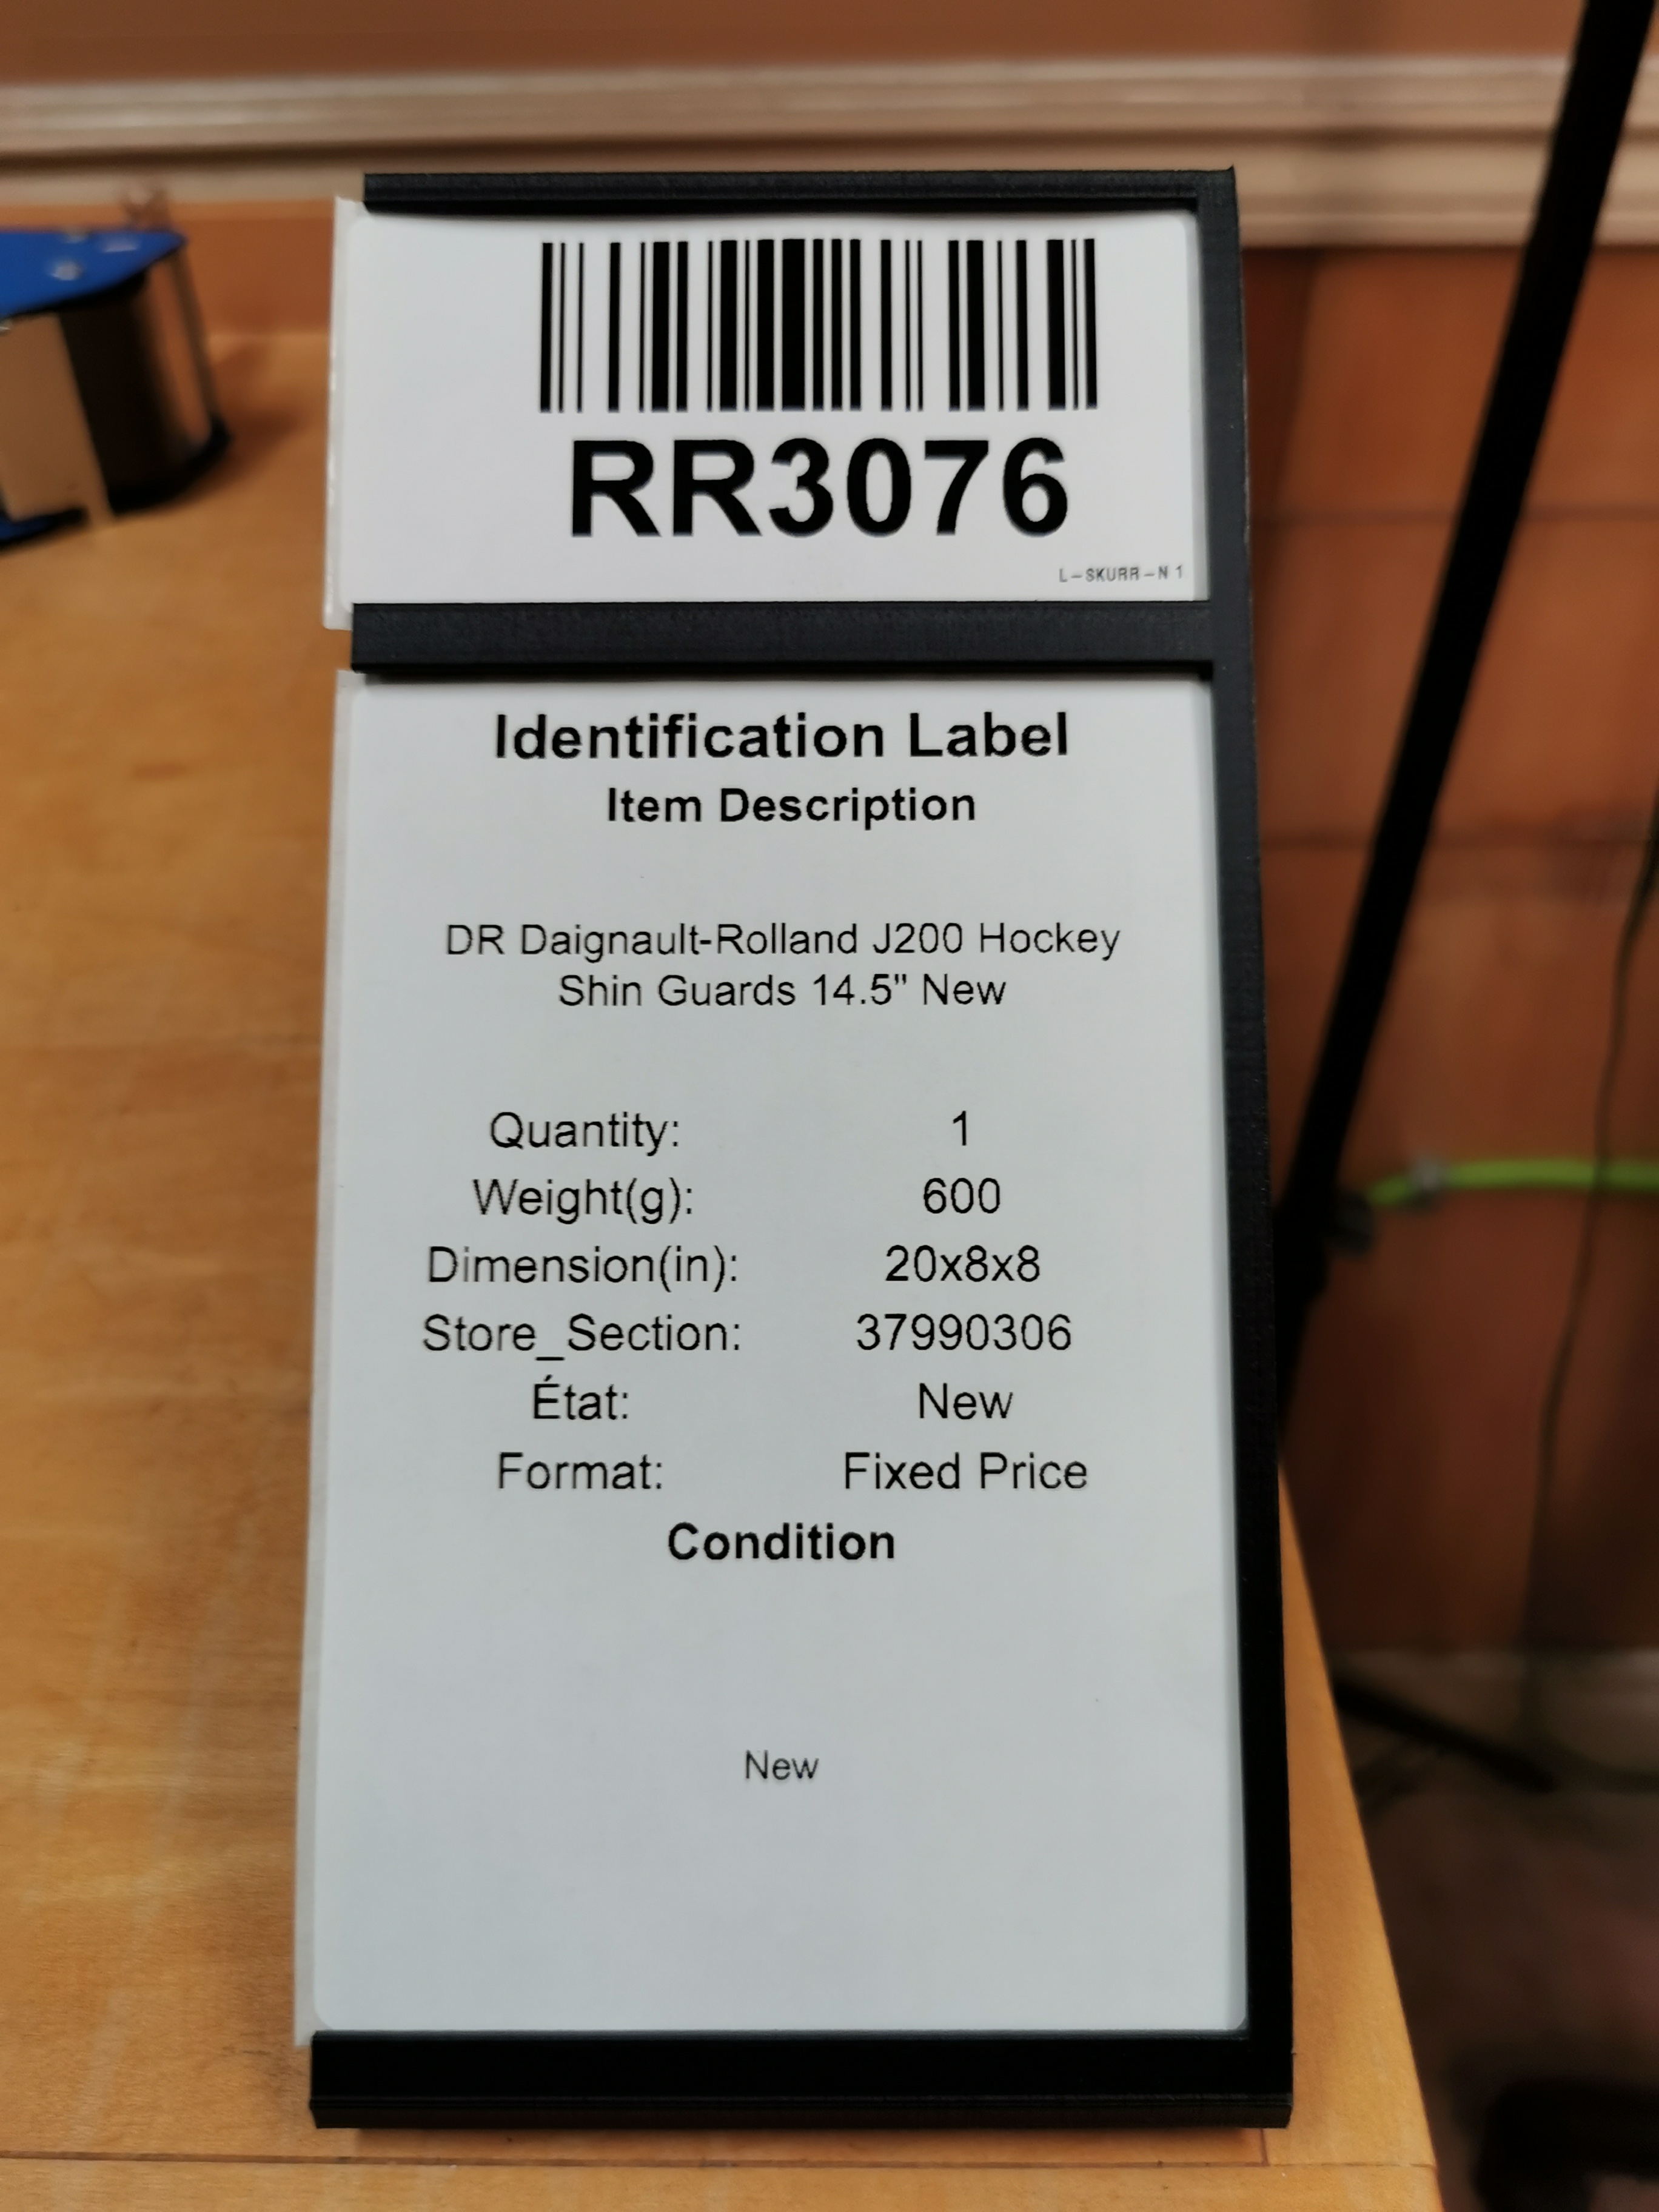 RR3076
L-SKURR-N 1
Identification Label
Item Description
DR Daignault-Rolland J200 Hockey
Shin Guards 14.5" New
Quantity: 1
Weight(g): 600
Dimension(in): 20x8x8
Store_Section: 37990306
État: New
Format: Fixed Price
Condition
New